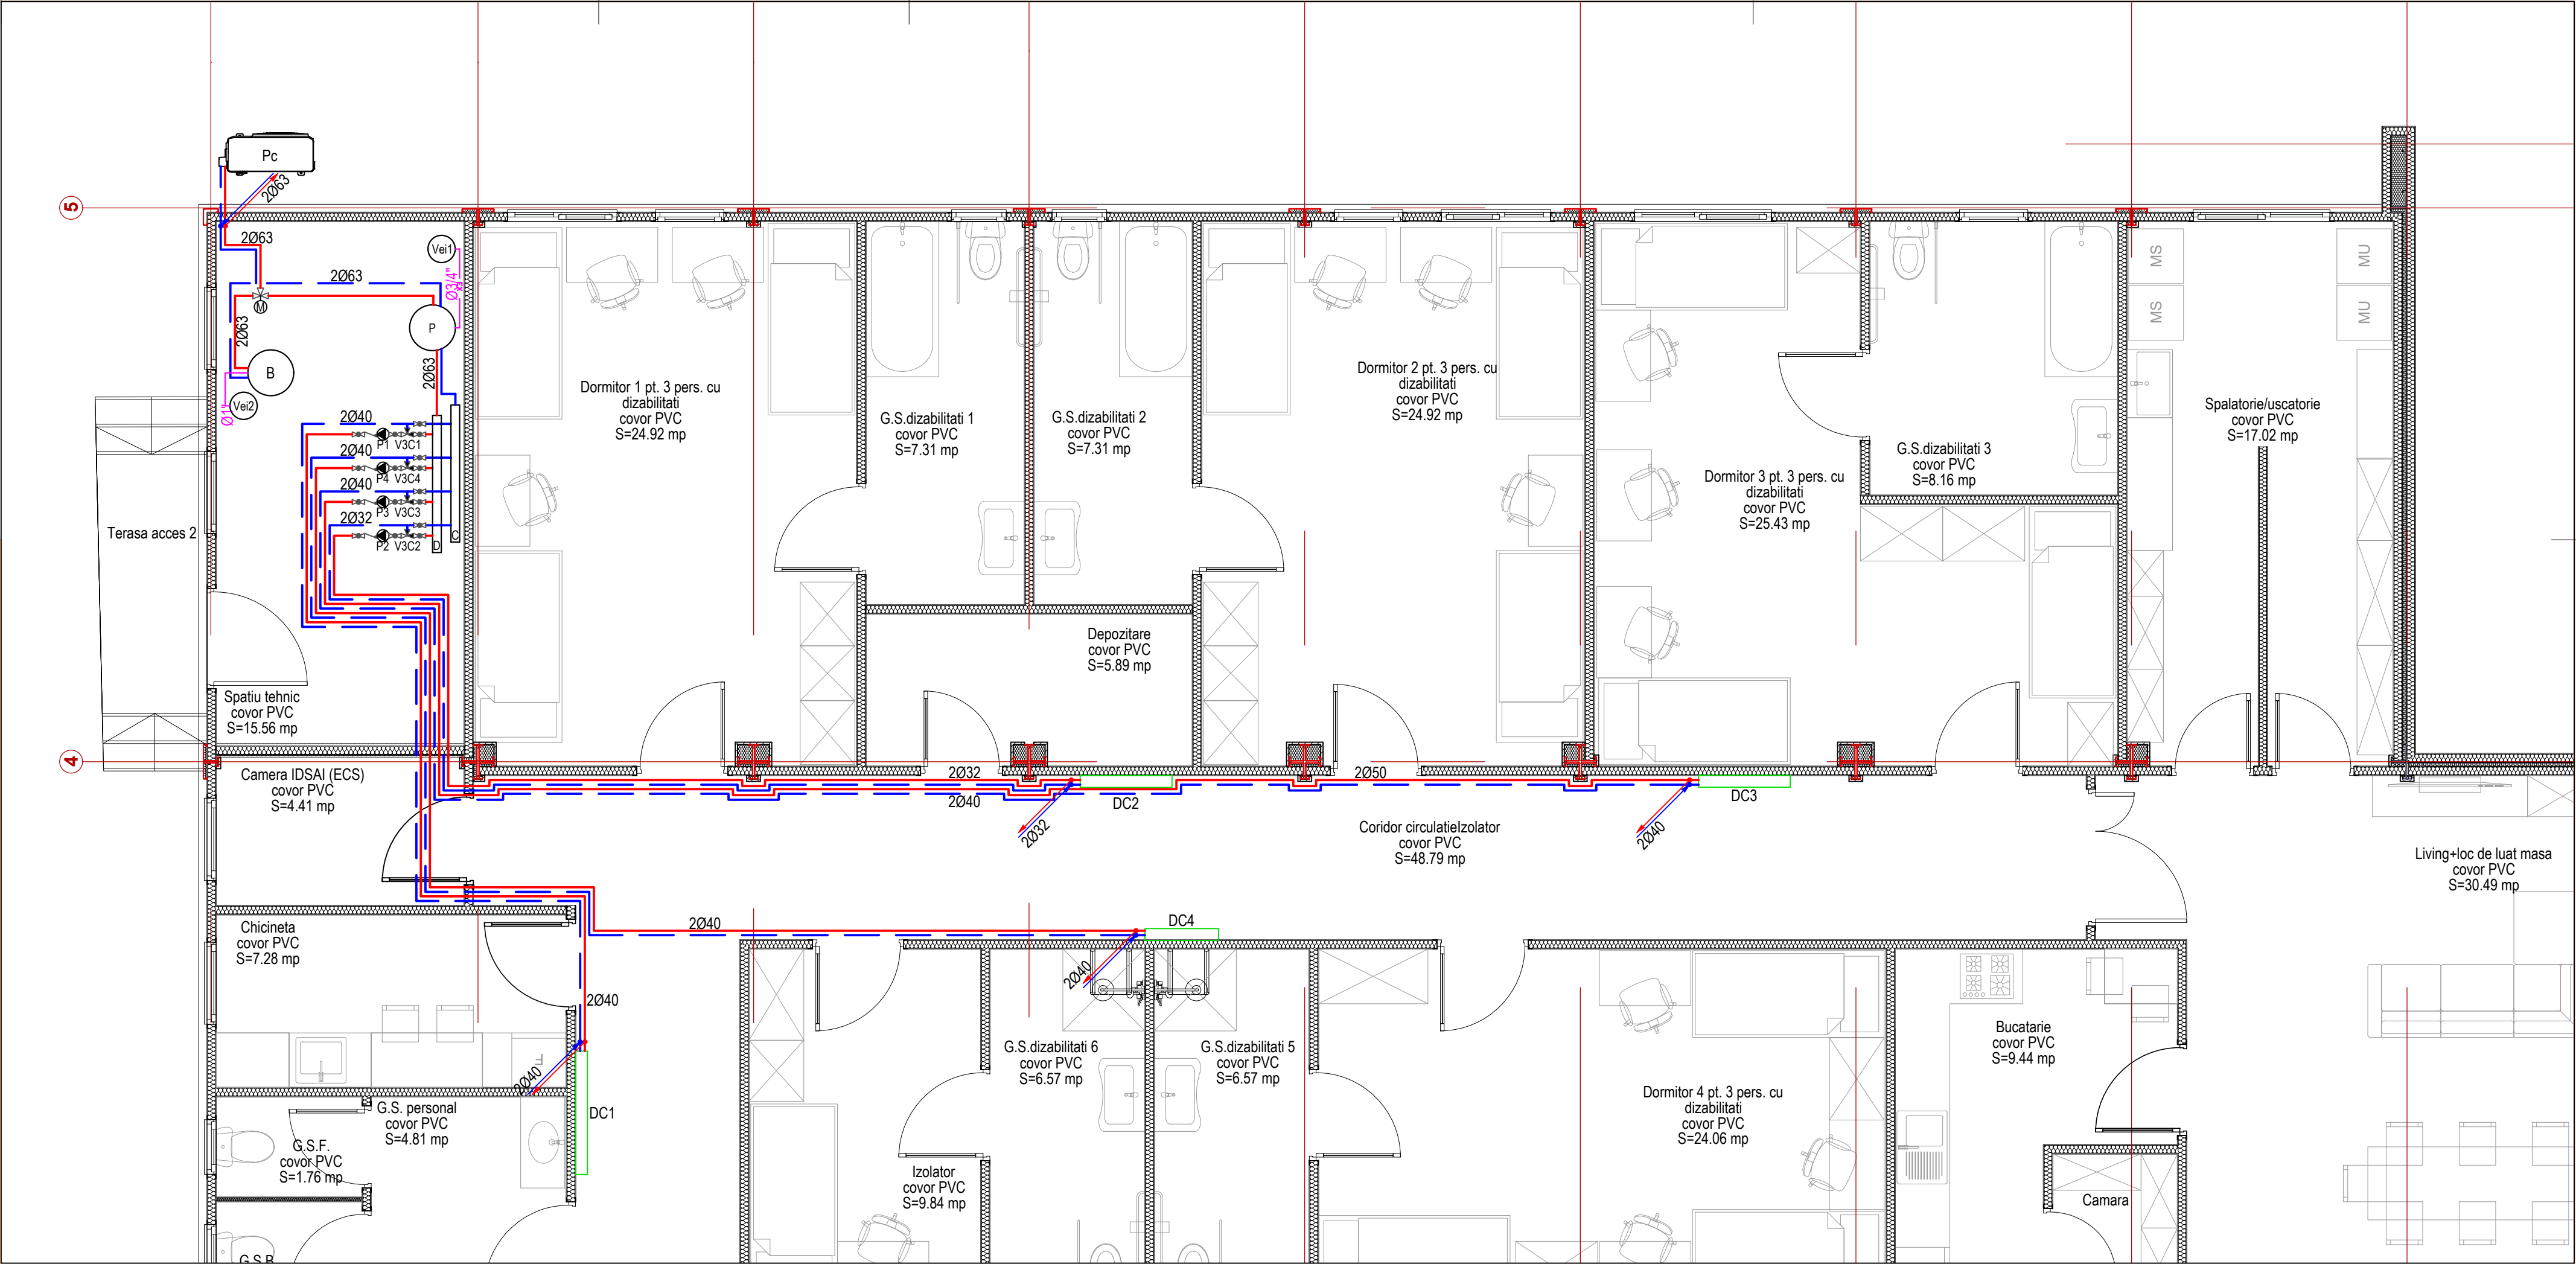 Pc
2Ø63
5
2Ø63
Vei1
2Ø63
Ø3/4"
M
P
2Ø63
B
2Ø63
Vei2
Ø1"
2Ø40
P1 V3C1
2Ø40
P4 V3C4
2Ø40
P3 V3C3
2Ø32
P2 V3C2
D
C
Terasa acces 2
Spatiu tehnic
covor PVC
S=15.56 mp
Dormitor 1 pt. 3 pers. cu
dizabilitati
covor PVC
S=24.92 mp
G.S.dizabilitati 1
covor PVC
S=7.31 mp
G.S.dizabilitati 2
covor PVC
S=7.31 mp
Dormitor 2 pt. 3 pers. cu
dizabilitati
covor PVC
S=24.92 mp
Dormitor 3 pt. 3 pers. cu
dizabilitati
covor PVC
S=25.43 mp
G.S.dizabilitati 3
covor PVC
S=8.16 mp
MS
MS
MU
MU
Spalatorie/uscatorie
covor PVC
S=17.02 mp
Depozitare
covor PVC
S=5.89 mp
4
Camera IDSAI (ECS)
covor PVC
S=4.41 mp
2Ø32
2Ø40
2Ø32
DC2
2Ø50
2Ø40
DC3
Coridor circulatieIzolator
covor PVC
S=48.79 mp
Living+loc de luat masa
covor PVC
S=30.49 mp
Chicineta
covor PVC
S=7.28 mp
2Ø40
DC4
2Ø40
2Ø40
2Ø40
DC1
G.S. personal
covor PVC
S=4.81 mp
G.S.F.
covor PVC
S=1.76 mp
G.S.B.
Izolator
covor PVC
S=9.84 mp
G.S.dizabilitati 6
covor PVC
S=6.57 mp
G.S.dizabilitati 5
covor PVC
S=6.57 mp
Dormitor 4 pt. 3 pers. cu
dizabilitati
covor PVC
S=24.06 mp
Bucatarie
covor PVC
S=9.44 mp
Camara